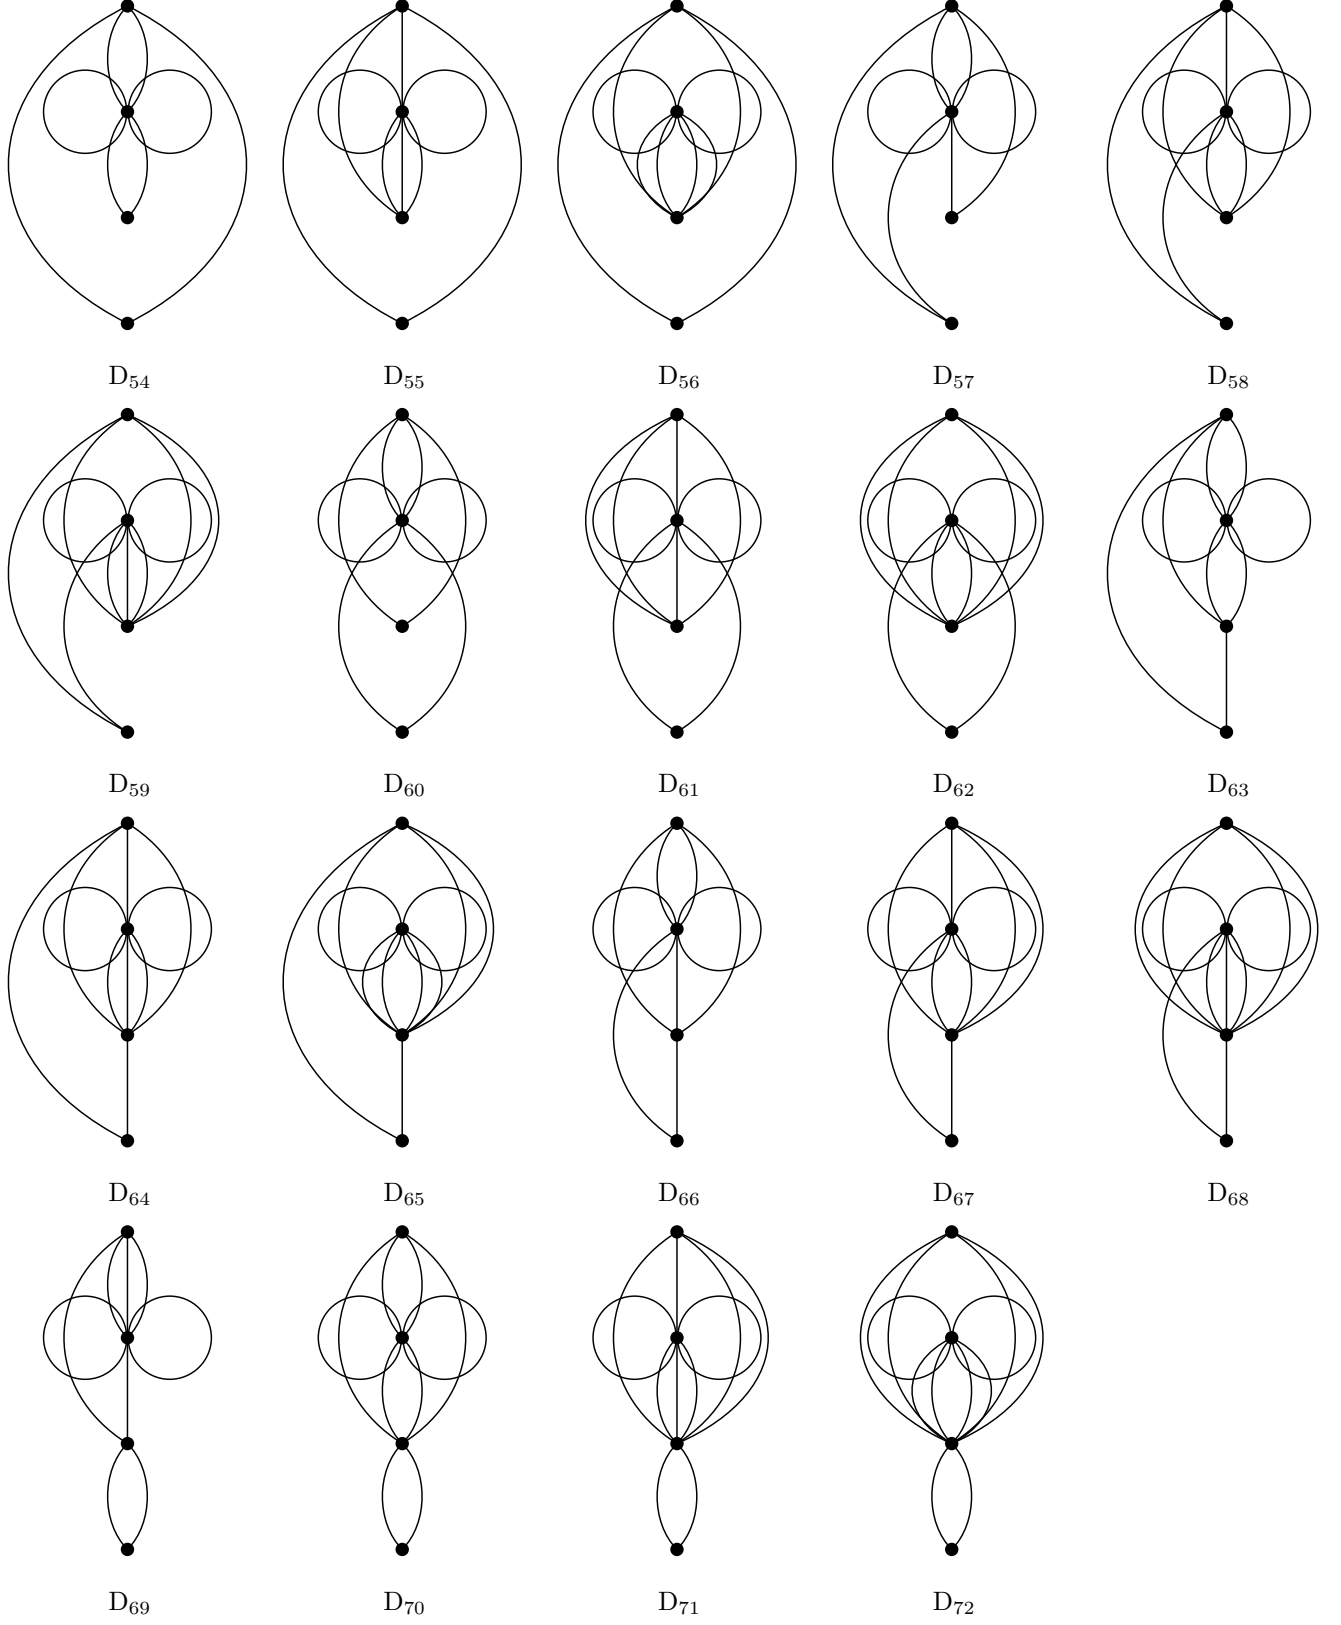 D₅₄ D₅₅ D₅₆ D₅₇ D₅₈
D₅₉ D₆₀ D₆₁ D₆₂ D₆₃
D₆₄ D₆₅ D₆₆ D₆₇ D₆₈
D₆₉ D₇₀ D₇₁ D₇₂